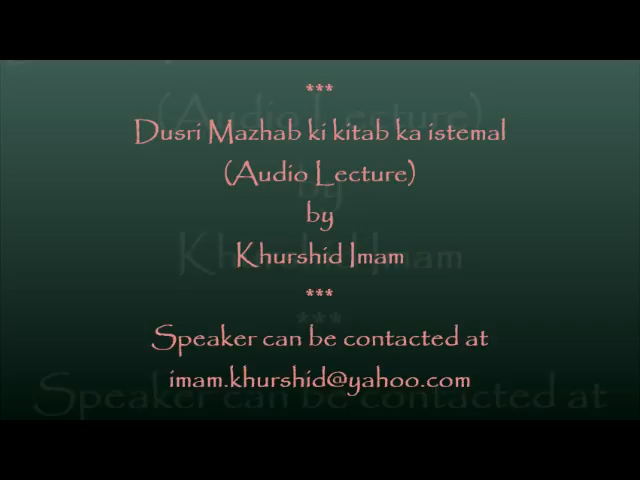 ***
Dusri Mazhab ki kitab ka istemal
(Audio Lecture)
by
Khurshid Imam
***
Speaker can be contacted at
imam.khurshid@yahoo.com